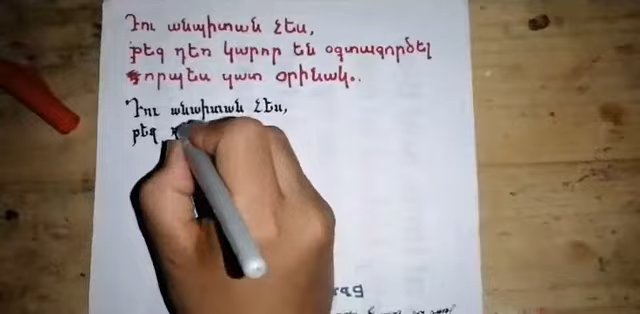 Դու անպիտան չես,
քեզ դեռ կարող են օգտագործել
որպես վատ օրինակ..
Դու անպիտան չես,
քեզ